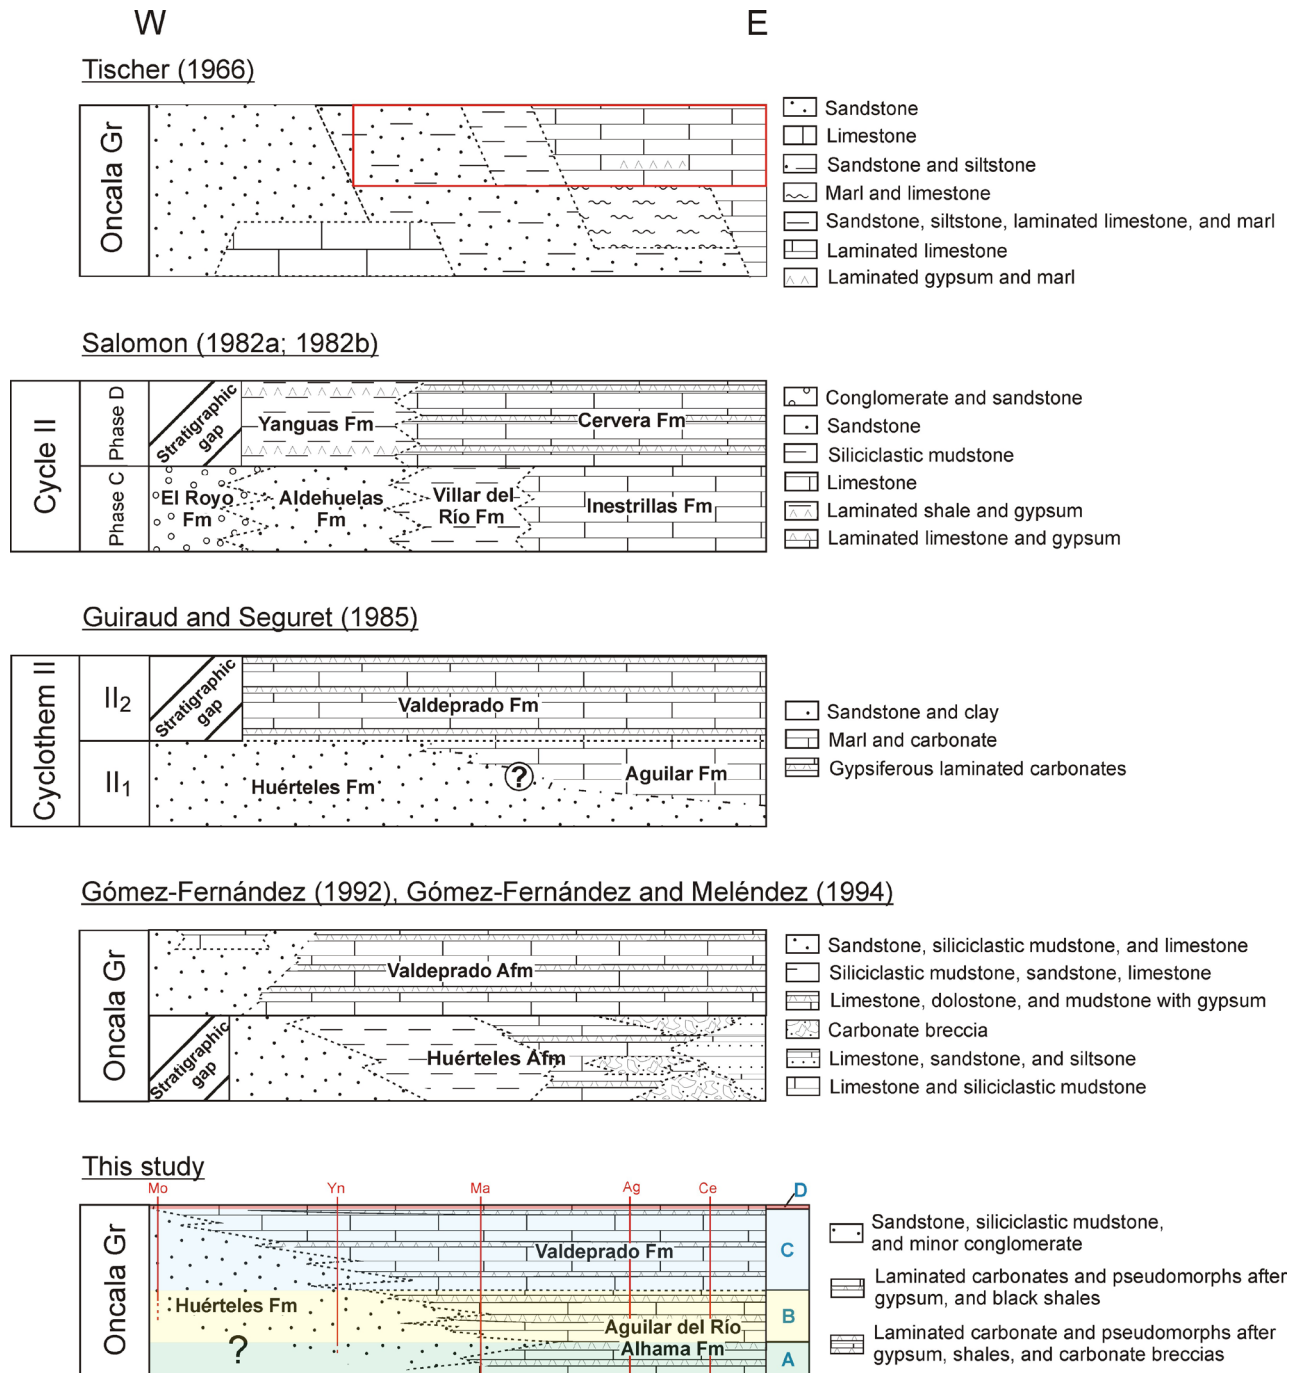 W E
Tischer (1966)
Oncala Gr
Sandstone
Limestone
Sandstone and siltstone
Marl and limestone
Sandstone, siltstone, laminated limestone, and marl
Laminated limestone
Laminated gypsum and marl
Salomon (1982a; 1982b)
Cycle II
Phase D
Stratigraphic
gap
Yanguas Fm
Cervera Fm
Phase C
El Royo
Fm
Aldehuelas
Fm
Villar del
Río Fm
Inestrillas Fm
Conglomerate and sandstone
Sandstone
Siliciclastic mudstone
Limestone
Laminated shale and gypsum
Laminated limestone and gypsum
Guiraud and Seguret (1985)
Cyclothem II
II2
Stratigraphic
gap
Valdeprado Fm
II1
Huérteles Fm
?
Aguilar Fm
Sandstone and clay
Marl and carbonate
Gypsiferous laminated carbonates
Gómez-Fernández (1992), Gómez-Fernández and Meléndez (1994)
Oncala Gr
Valdeprado Afm
Stratigraphic
gap
Huérteles Afm
Sandstone, siliciclastic mudstone, and limestone
Siliciclastic mudstone, sandstone, limestone
Limestone, dolostone, and mudstone with gypsum
Carbonate breccia
Limestone, sandstone, and siltsone
Limestone and siliciclastic mudstone
This study
Mo Yn Ma Ag Ce D
Oncala Gr
Valdeprado Fm
C
Huérteles Fm
B
Aguilar del Río
Alhama Fm
?
A
Sandstone, siliciclastic mudstone,
and minor conglomerate
Laminated carbonates and pseudomorphs after
gypsum, and black shales
Laminated carbonate and pseudomorphs after
gypsum, shales, and carbonate breccias